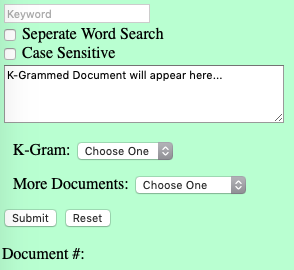 Keyword
Seperate Word Search
Case Sensitive
K-Grammed Document will appear here...
K-Gram: Choose One
More Documents: Choose One
Submit Reset
Document #: